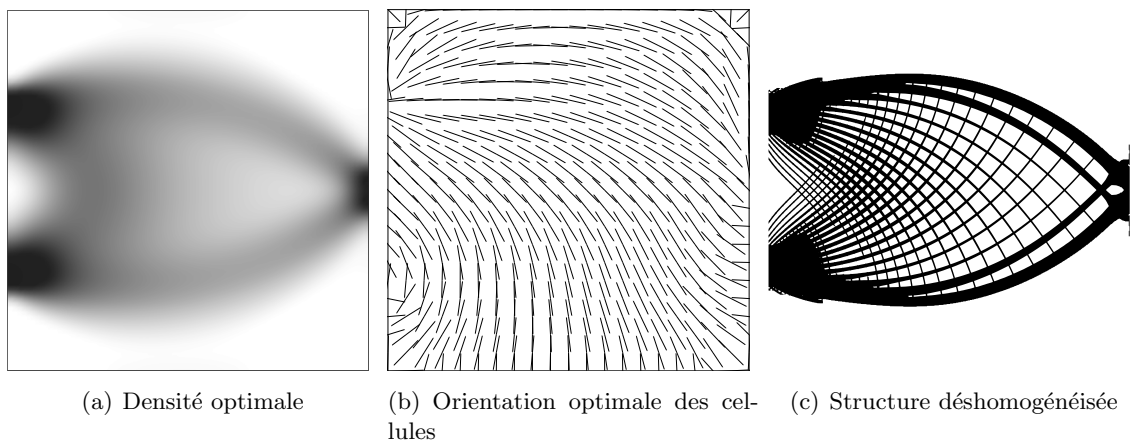 (a) Densité optimale
(b) Orientation optimale des cel-
lules
(c) Structure déshomogénéisée